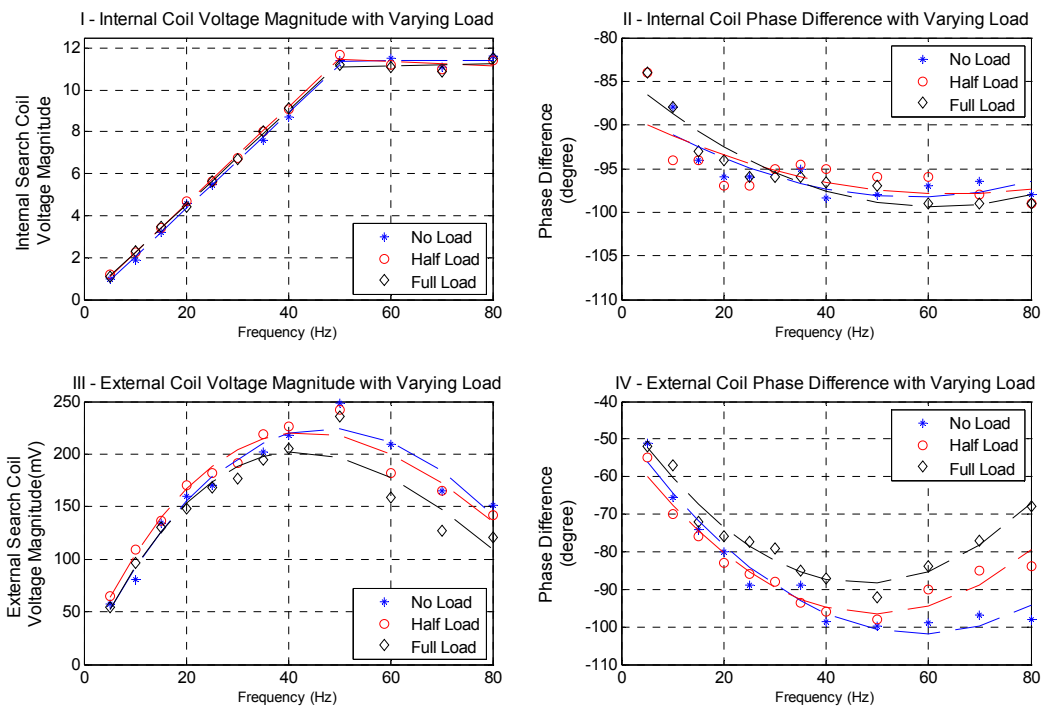 I - Internal Coil Voltage Magnitude with Varying Load
Internal Search Coil
Voltage Magnitude
12
10
8
6
4
2
0
0
20
40
60
80
Frequency (Hz)
No Load
Half Load
Full Load
II - Internal Coil Phase Difference with Varying Load
Phase Difference
(degree)
-80
-85
-90
-95
-100
-105
-110
0
20
40
60
80
Frequency (Hz)
No Load
Half Load
Full Load
III - External Coil Voltage Magnitude with Varying Load
External Search Coil
Voltage Magnitude(mV)
250
200
150
100
50
0
0
20
40
60
80
Frequency (Hz)
No Load
Half Load
Full Load
IV - External Coil Phase Difference with Varying Load
Phase Difference
(degree)
-40
-50
-60
-70
-80
-90
-100
-110
0
20
40
60
80
Frequency (Hz)
No Load
Half Load
Full Load